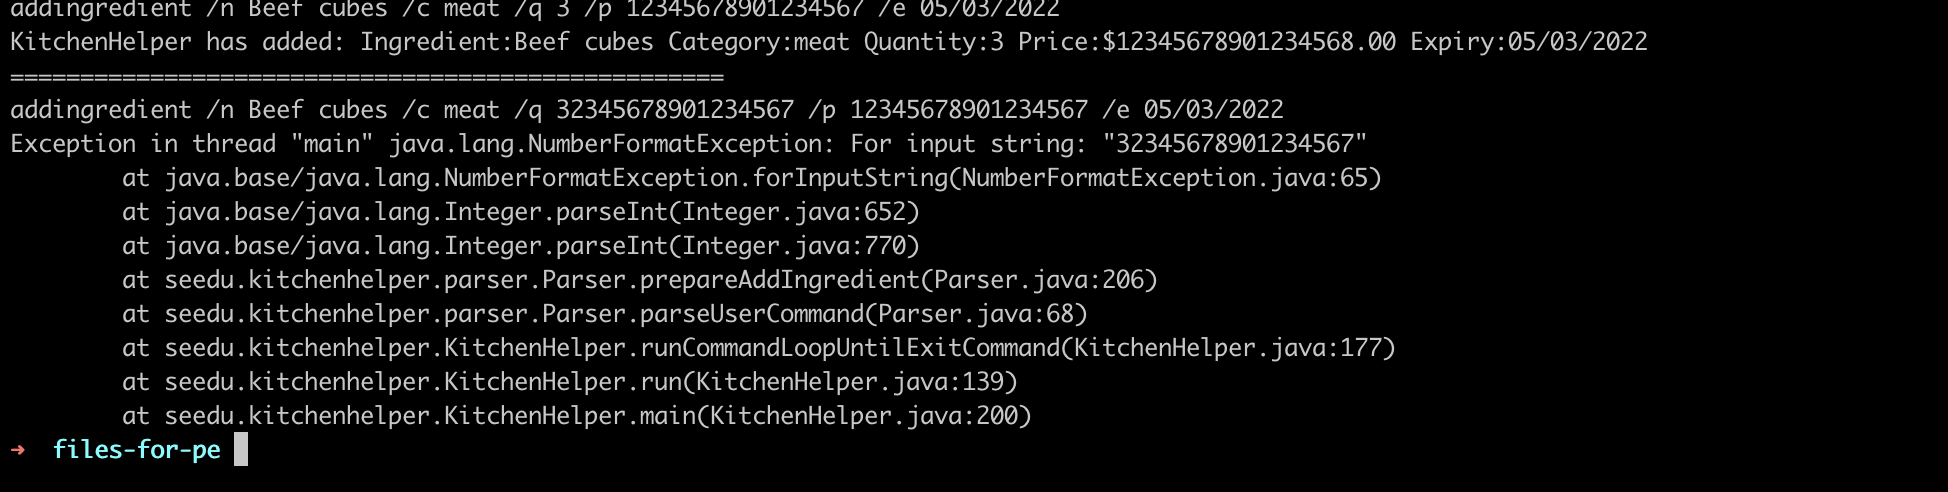 addingredient /n Beef cubes /c meat /q 3 /p 12345678901234567 /e 05/03/2022
KitchenHelper has added: Ingredient:Beef cubes Category:meat Quantity:3 Price:$12345678901234568.00 Expiry:05/03/2022
===================================================
addingredient /n Beef cubes /c meat /q 32345678901234567 /p 12345678901234567 /e 05/03/2022
Exception in thread "main" java.lang.NumberFormatException: For input string: "32345678901234567"
at java.base/java.lang.NumberFormatException.forInputString(NumberFormatException.java:65)
at java.base/java.lang.Integer.parseInt(Integer.java:652)
at java.base/java.lang.Integer.parseInt(Integer.java:770)
at seedu.kitchenhelper.parser.Parser.prepareAddIngredient(Parser.java:206)
at seedu.kitchenhelper.parser.Parser.parseUserCommand(Parser.java:68)
at seedu.kitchenhelper.KitchenHelper.runCommandLoopUntilExitCommand(KitchenHelper.java:177)
at seedu.kitchenhelper.KitchenHelper.run(KitchenHelper.java:139)
at seedu.kitchenhelper.KitchenHelper.main(KitchenHelper.java:200)
→ files-for-pe